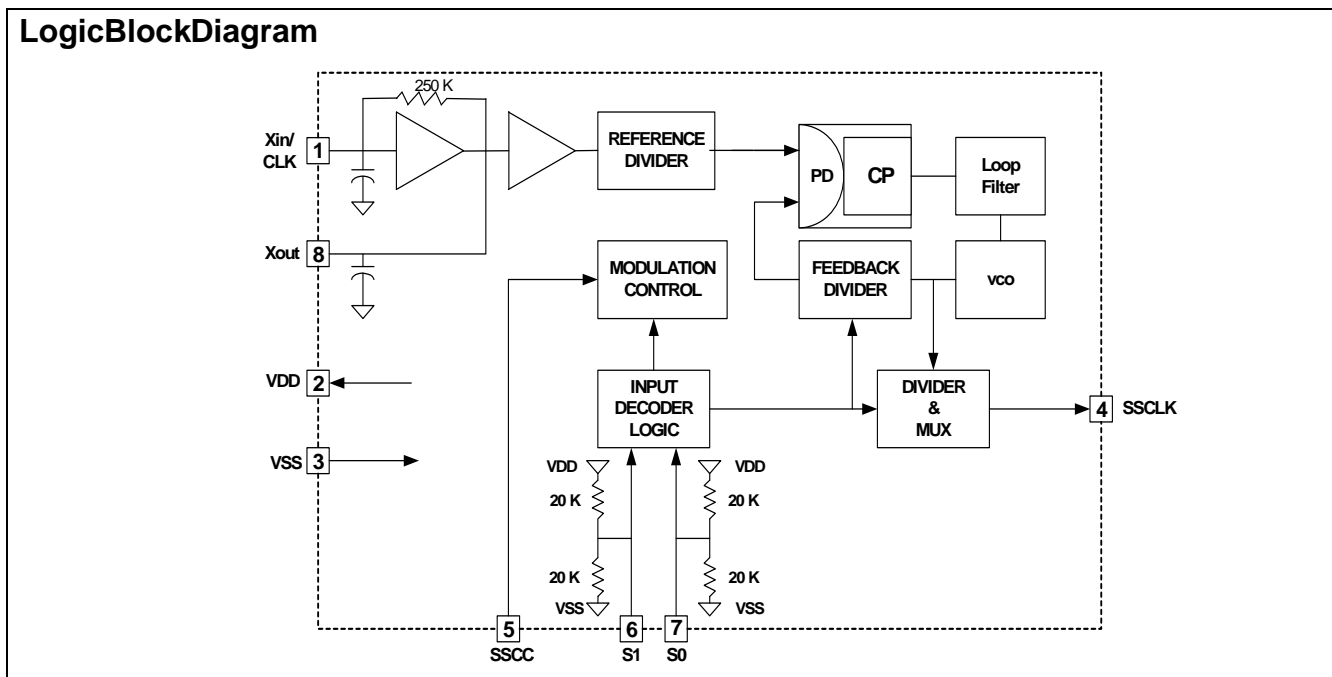 LogicBlockDiagram
250 K
Xin/
CLK
1
REFERENCE
DIVIDER
PD
CP
Loop
Filter
Xout
8
MODULATION
CONTROL
FEEDBACK
DIVIDER
vco
VDD
2
INPUT
DECODER
LOGIC
DIVIDER
&
MUX
4
SSCLK
VSS
3
VDD
VDD
20 K
20 K
20 K
20 K
VSS
VSS
5
6
7
SSCC
S1
S0